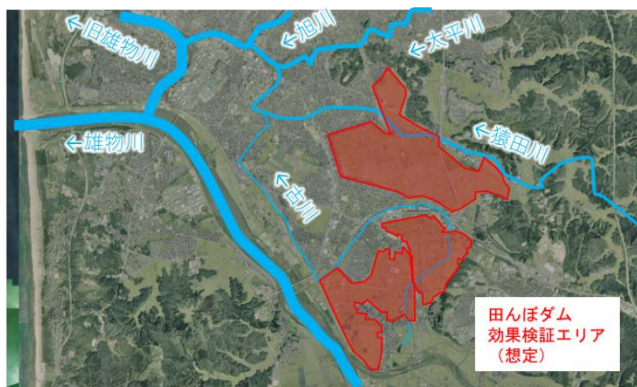 ←旧雄物川
←旭川
←太平川
←雄物川
←猿田川
←古川
田んぼダム
効果検証エリア
（想定）